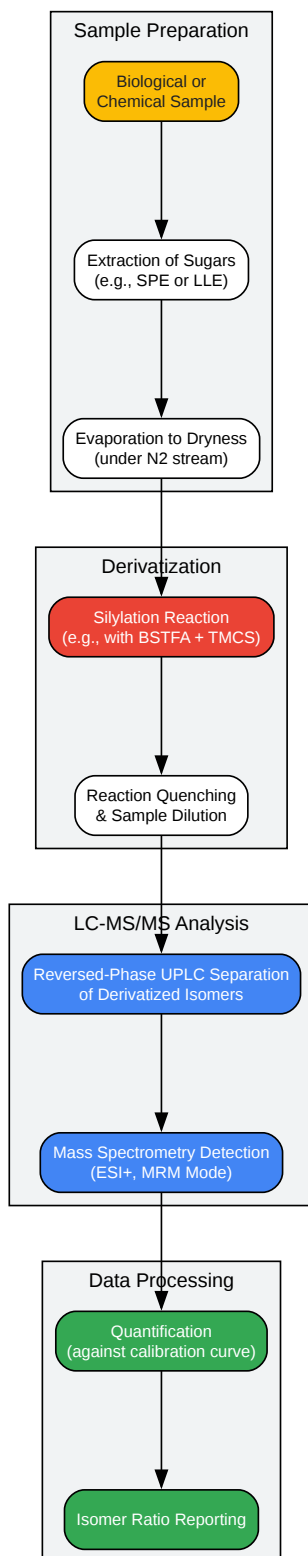 Sample Preparation
Biological or
Chemical Sample
Extraction of Sugars
(e.g., SPE or LLE)
Evaporation to Dryness
(under N2 stream)
Derivatization
Silylation Reaction
(e.g., with BSTFA + TMCS)
Reaction Quenching
& Sample Dilution
LC-MS/MS Analysis
Reversed-Phase UPLC Separation
of Derivatized Isomers
Mass Spectrometry Detection
(ESI+, MRM Mode)
Data Processing
Quantification
(against calibration curve)
Isomer Ratio Reporting